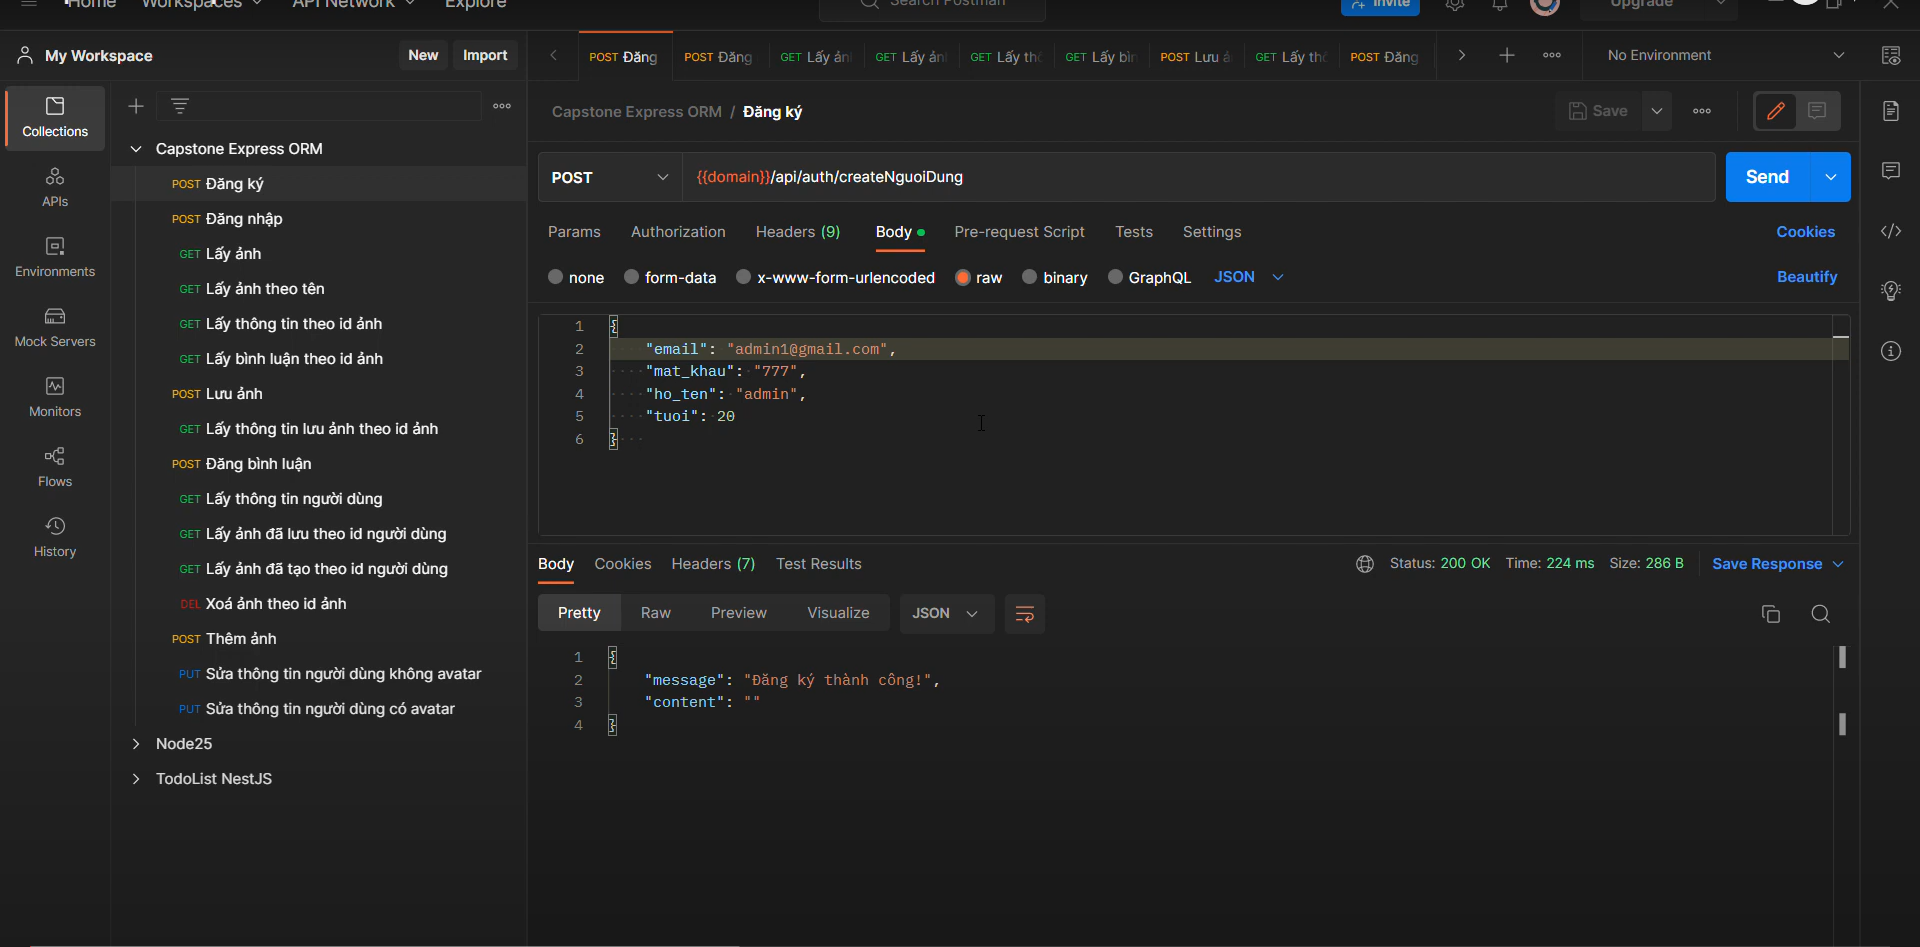 Home Workspaces API Network Explore Search Postman Invite Upgrade
My Workspace New Import
POST Đăng POST Đăng GET Lấy ản GET Lấy ản GET Lấy th GET Lấy bìn POST Lưu ả GET Lấy th POST Đăng No Environment
Collections
APIs
Environments
Mock Servers
Monitors
Flows
History
Capstone Express ORM
POST Đăng ký
POST Đăng nhập
GET Lấy ảnh
GET Lấy ảnh theo tên
GET Lấy thông tin theo id ảnh
GET Lấy bình luận theo id ảnh
POST Lưu ảnh
GET Lấy thông tin lưu ảnh theo id ảnh
POST Đăng bình luận
GET Lấy thông tin người dùng
GET Lấy ảnh đã lưu theo id người dùng
GET Lấy ảnh đã tạo theo id người dùng
DEL Xoá ảnh theo id ảnh
POST Thêm ảnh
PUT Sửa thông tin người dùng không avatar
PUT Sửa thông tin người dùng có avatar
Node25
TodoList NestJS
Capstone Express ORM / Đăng ký Save
POST {{domain}}/api/auth/createNguoiDung Send
Params Authorization Headers (9) Body Pre-request Script Tests Settings Cookies
none form-data x-www-form-urlencoded raw binary GraphQL JSON Beautify
1 {
2 "email": "admin1@gmail.com",
3 "mat_khau": "777",
4 "ho_ten": "admin",
5 "tuoi": 20
6 }
Body Cookies Headers (7) Test Results Status: 200 OK Time: 224 ms Size: 286 B Save Response
Pretty Raw Preview Visualize JSON
1 {
2 "message": "Đăng ký thành công!",
3 "content": ""
4 }